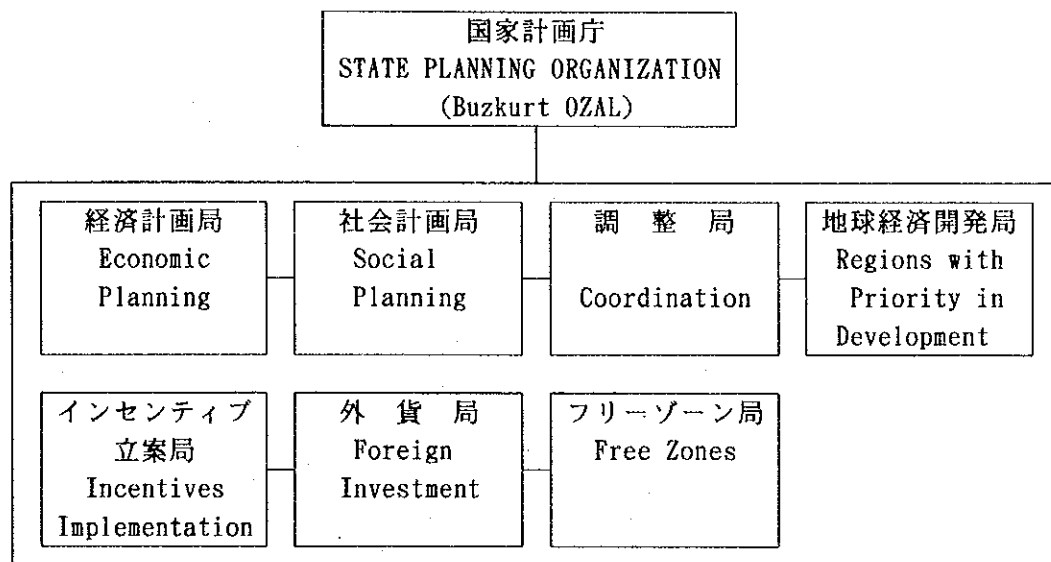 国家計画庁
STATE PLANNING ORGANIZATION
(Buzkurt OZAL)
経済計画局
Economic
Planning
社会計画局
Social
Planning
調 整 局
Coordination
地球経済開発局
Regions with
Priority in
Development
インセンティブ
立案局
Incentives
Implementation
外 貨 局
Foreign
Investment
フリーゾーン局
Free Zones